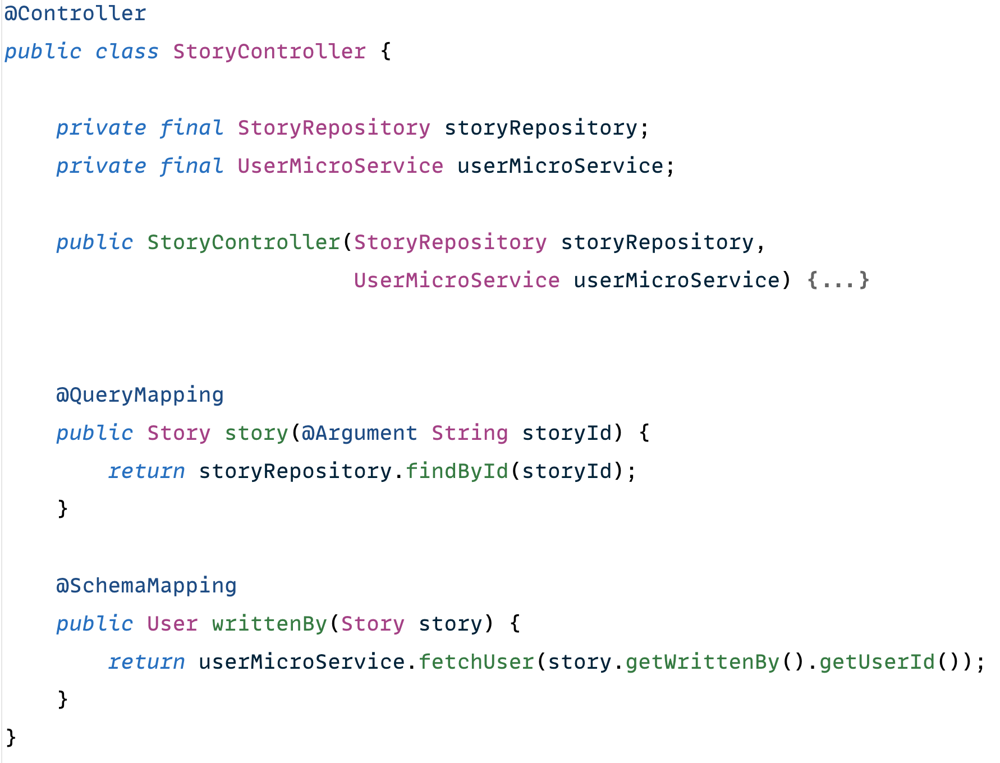 @Controller
public class StoryController {
private final StoryRepository storyRepository;
private final UserMicroService userMicroService;
public StoryController(StoryRepository storyRepository,
UserMicroService userMicroService) {...}
@QueryMapping
public Story story(@Argument String storyId) {
return storyRepository.findById(storyId);
}
@SchemaMapping
public User writtenBy(Story story) {
return userMicroService.fetchUser(story.getWrittenBy().getUserId());
}
}